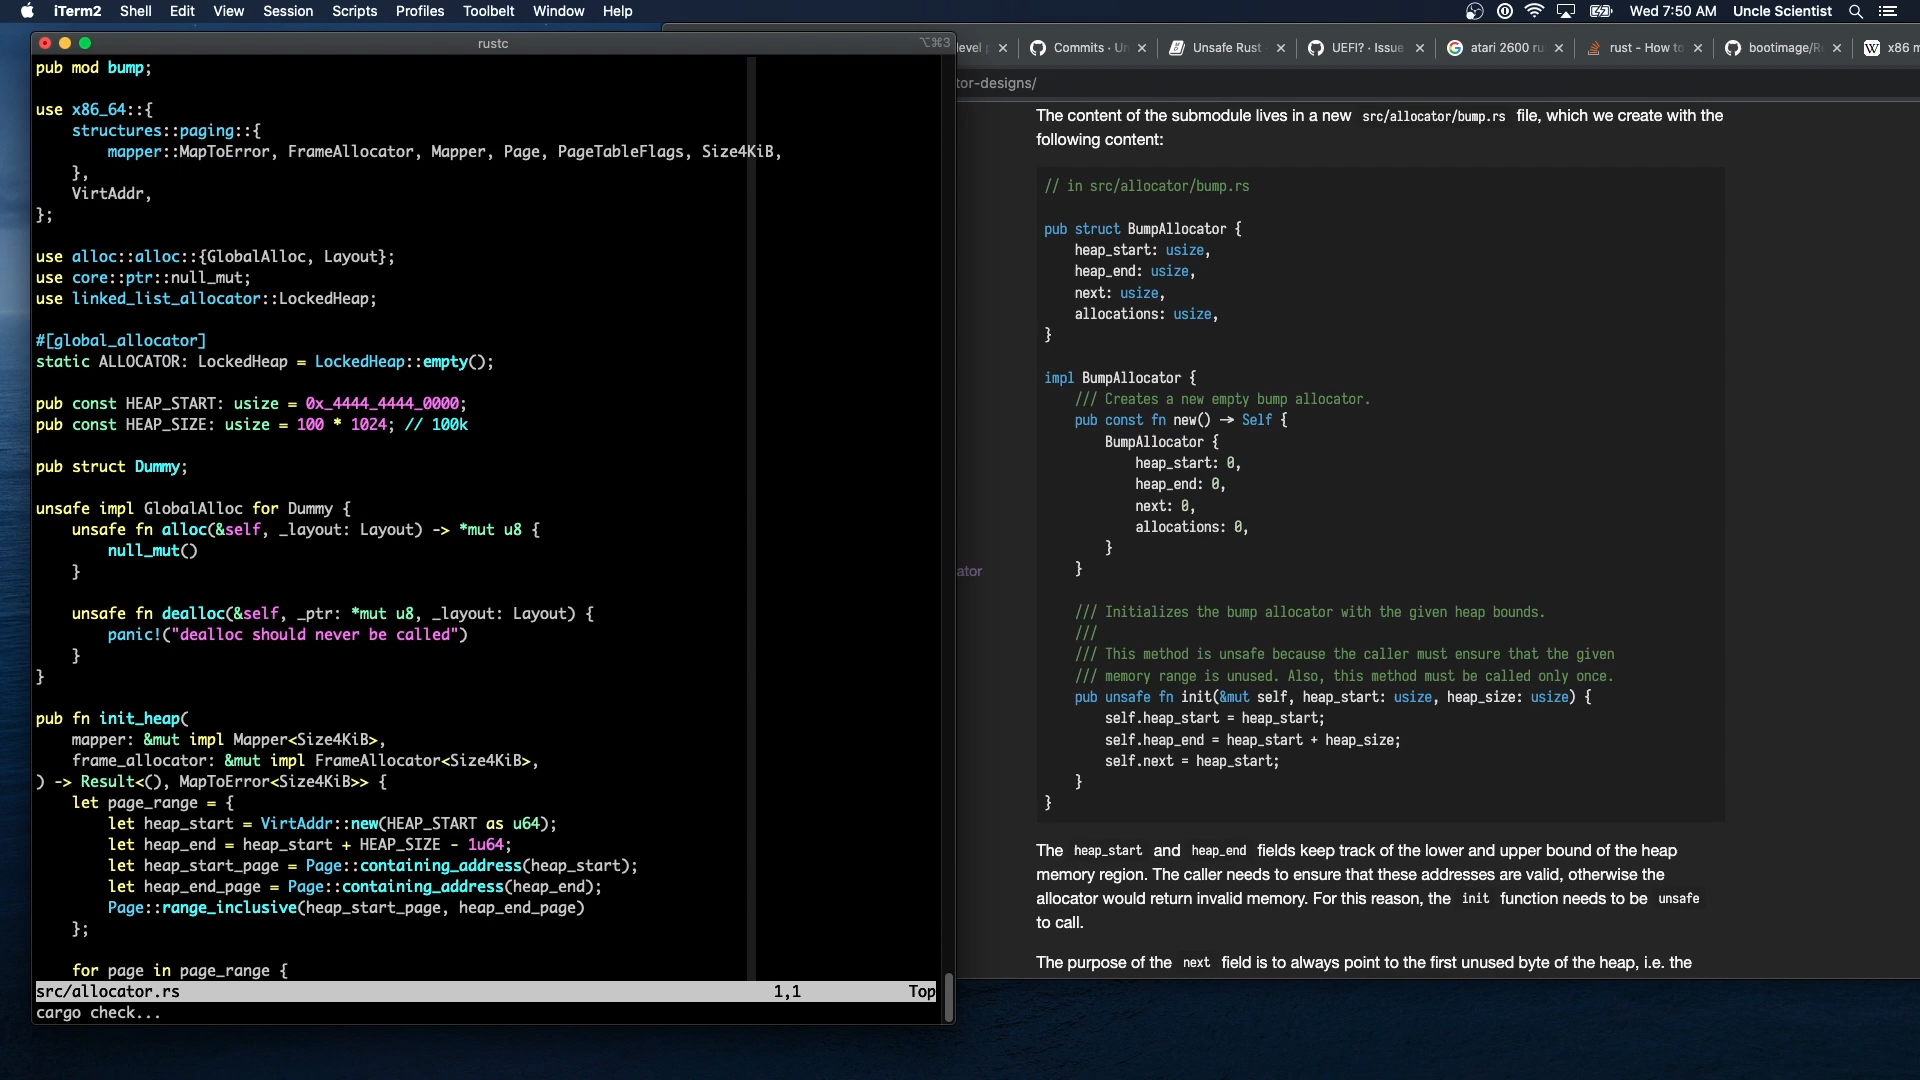 iTerm2 Shell Edit View Session Scripts Profiles Toolbelt Window Help Wed 7:50 AM Uncle Scientist
rustc ⌥⌘3
level p Commits · Ur Unsafe Rust - UEFI? · Issue atari 2600 ru rust - How to bootimage/R x86 m
tor-designs/
pub mod bump;
use x86_64::{
    structures::paging::{
        mapper::MapToError, FrameAllocator, Mapper, Page, PageTableFlags, Size4KiB,
    },
    VirtAddr,
};
use alloc::alloc::{GlobalAlloc, Layout};
use core::ptr::null_mut;
use linked_list_allocator::LockedHeap;
#[global_allocator]
static ALLOCATOR: LockedHeap = LockedHeap::empty();
pub const HEAP_START: usize = 0x_4444_4444_0000;
pub const HEAP_SIZE: usize = 100 * 1024; // 100k
pub struct Dummy;
unsafe impl GlobalAlloc for Dummy {
    unsafe fn alloc(&self, _layout: Layout) -> *mut u8 {
        null_mut()
    }
    unsafe fn dealloc(&self, _ptr: *mut u8, _layout: Layout) {
        panic!("dealloc should never be called")
    }
}
pub fn init_heap(
    mapper: &mut impl Mapper<Size4KiB>,
    frame_allocator: &mut impl FrameAllocator<Size4KiB>,
) -> Result<(), MapToError<Size4KiB>> {
    let page_range = {
        let heap_start = VirtAddr::new(HEAP_START as u64);
        let heap_end = heap_start + HEAP_SIZE - 1u64;
        let heap_start_page = Page::containing_address(heap_start);
        let heap_end_page = Page::containing_address(heap_end);
        Page::range_inclusive(heap_start_page, heap_end_page)
    };
    for page in page_range {
src/allocator.rs 1,1 Top
cargo check...
ator
The content of the submodule lives in a new src/allocator/bump.rs file, which we create with the
following content:
// in src/allocator/bump.rs
pub struct BumpAllocator {
    heap_start: usize,
    heap_end: usize,
    next: usize,
    allocations: usize,
}
impl BumpAllocator {
    /// Creates a new empty bump allocator.
    pub const fn new() → Self {
        BumpAllocator {
            heap_start: 0,
            heap_end: 0,
            next: 0,
            allocations: 0,
        }
    }
    /// Initializes the bump allocator with the given heap bounds.
    ///
    /// This method is unsafe because the caller must ensure that the given
    /// memory range is unused. Also, this method must be called only once.
    pub unsafe fn init(&mut self, heap_start: usize, heap_size: usize) {
        self.heap_start = heap_start;
        self.heap_end = heap_start + heap_size;
        self.next = heap_start;
    }
}
The heap_start and heap_end fields keep track of the lower and upper bound of the heap
memory region. The caller needs to ensure that these addresses are valid, otherwise the
allocator would return invalid memory. For this reason, the init function needs to be unsafe
to call.
The purpose of the next field is to always point to the first unused byte of the heap, i.e. the